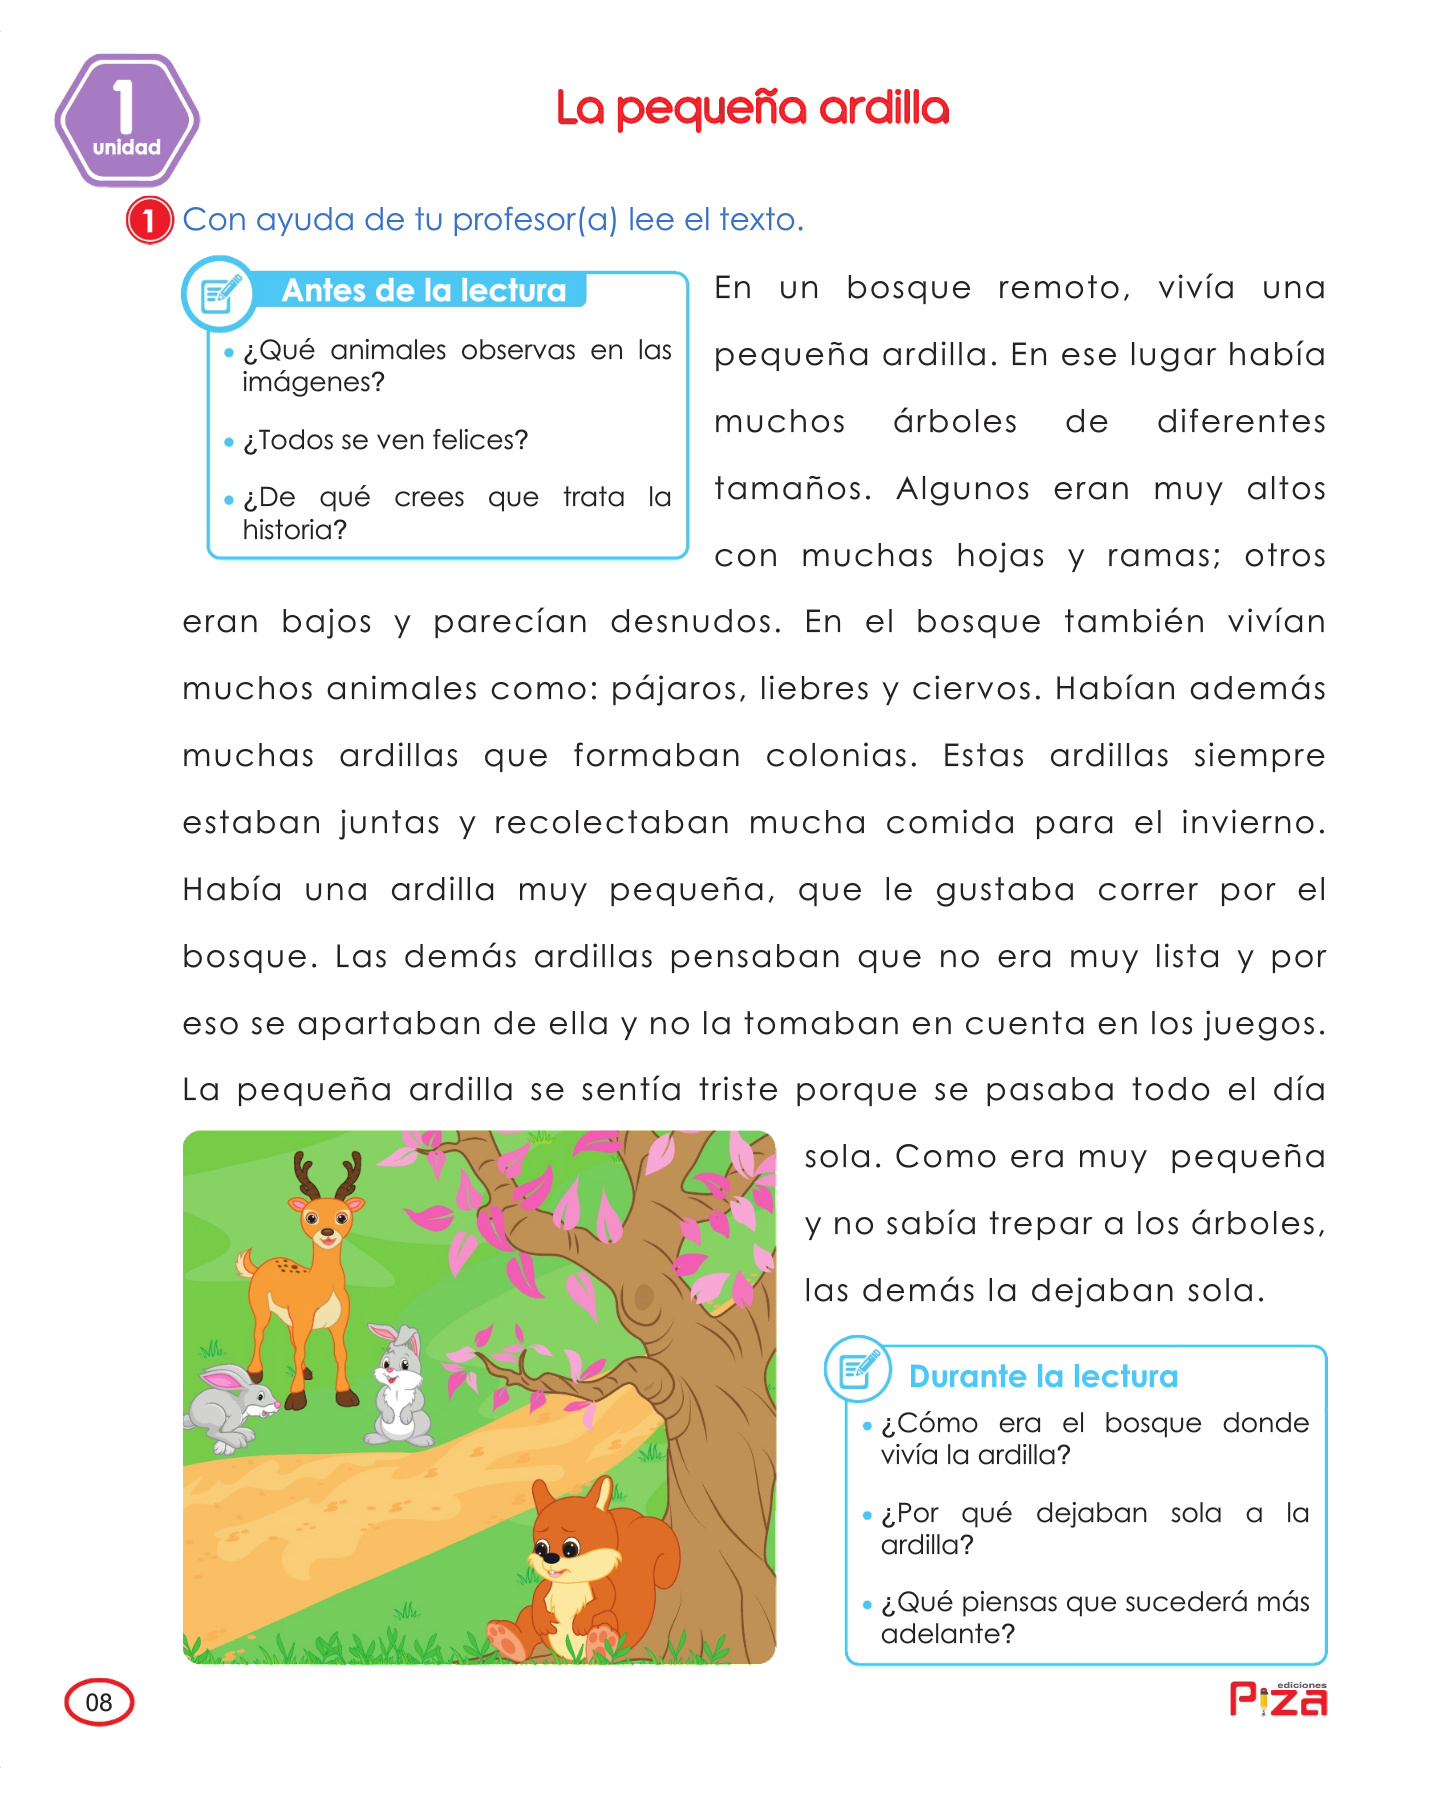 1
unidad
La pequeña ardilla
1 Con ayuda de tu profesor(a) lee el texto.
Antes de la lectura
• ¿Qué animales observas en las
imágenes?
• ¿Todos se ven felices?
• ¿De qué crees que trata la
historia?
En un bosque remoto, vivía una
pequeña ardilla. En ese lugar había
muchos árboles de diferentes
tamaños. Algunos eran muy altos
con muchas hojas y ramas; otros
eran bajos y parecían desnudos. En el bosque también vivían
muchos animales como: pájaros, liebres y ciervos. Habían además
muchas ardillas que formaban colonias. Estas ardillas siempre
estaban juntas y recolectaban mucha comida para el invierno.
Había una ardilla muy pequeña, que le gustaba correr por el
bosque. Las demás ardillas pensaban que no era muy lista y por
eso se apartaban de ella y no la tomaban en cuenta en los juegos.
La pequeña ardilla se sentía triste porque se pasaba todo el día
sola. Como era muy pequeña
y no sabía trepar a los árboles,
las demás la dejaban sola.
Durante la lectura
• ¿Cómo era el bosque donde
vivía la ardilla?
• ¿Por qué dejaban sola a la
ardilla?
• ¿Qué piensas que sucederá más
adelante?
08
ediciones
Piza